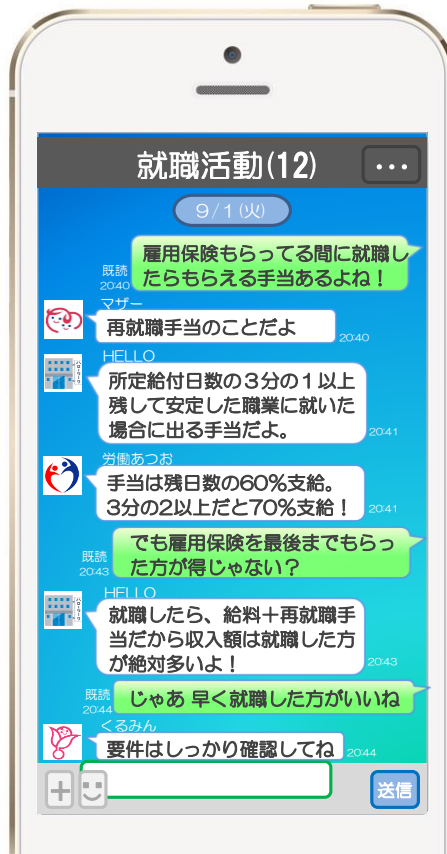 就職活動(12)
...
9/1(火)
雇用保険もらってる間に就職し
たらもらえる手当あるよね！
既読
20:40
マザー
再就職手当のことだよ
20:40
HELLO
所定給付日数の３分の１以上
残して安定した職業に就いた
場合に出る手当だよ。
20:41
労働あつお
手当は残日数の60％支給。
3分の2以上だと70％支給！
20:41
でも雇用保険を最後までもらっ
た方が得じゃない？
既読
20:43
HELLO
就職したら、給料＋再就職手
当だから収入額は就職した方
が絶対多いよ！
20:43
じゃあ 早く就職した方がいいね
既読
20:44
くるみん
要件はしっかり確認してね
20:44
+
送信